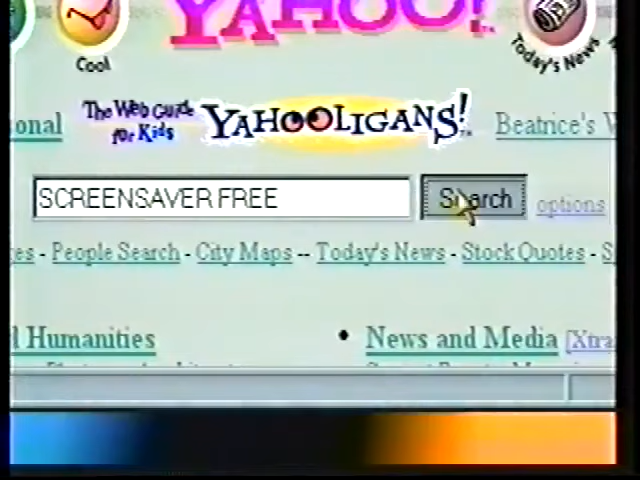 YAHOO!
Cool
Today's News
onal
The Web Guide
for Kids
YAHOOLIGANS!
Beatrice's
SCREENSAVER FREE
Search
options
es - People Search - City Maps -- Today's News - Stock Quotes - S
Humanities
• News and Media [Xtra